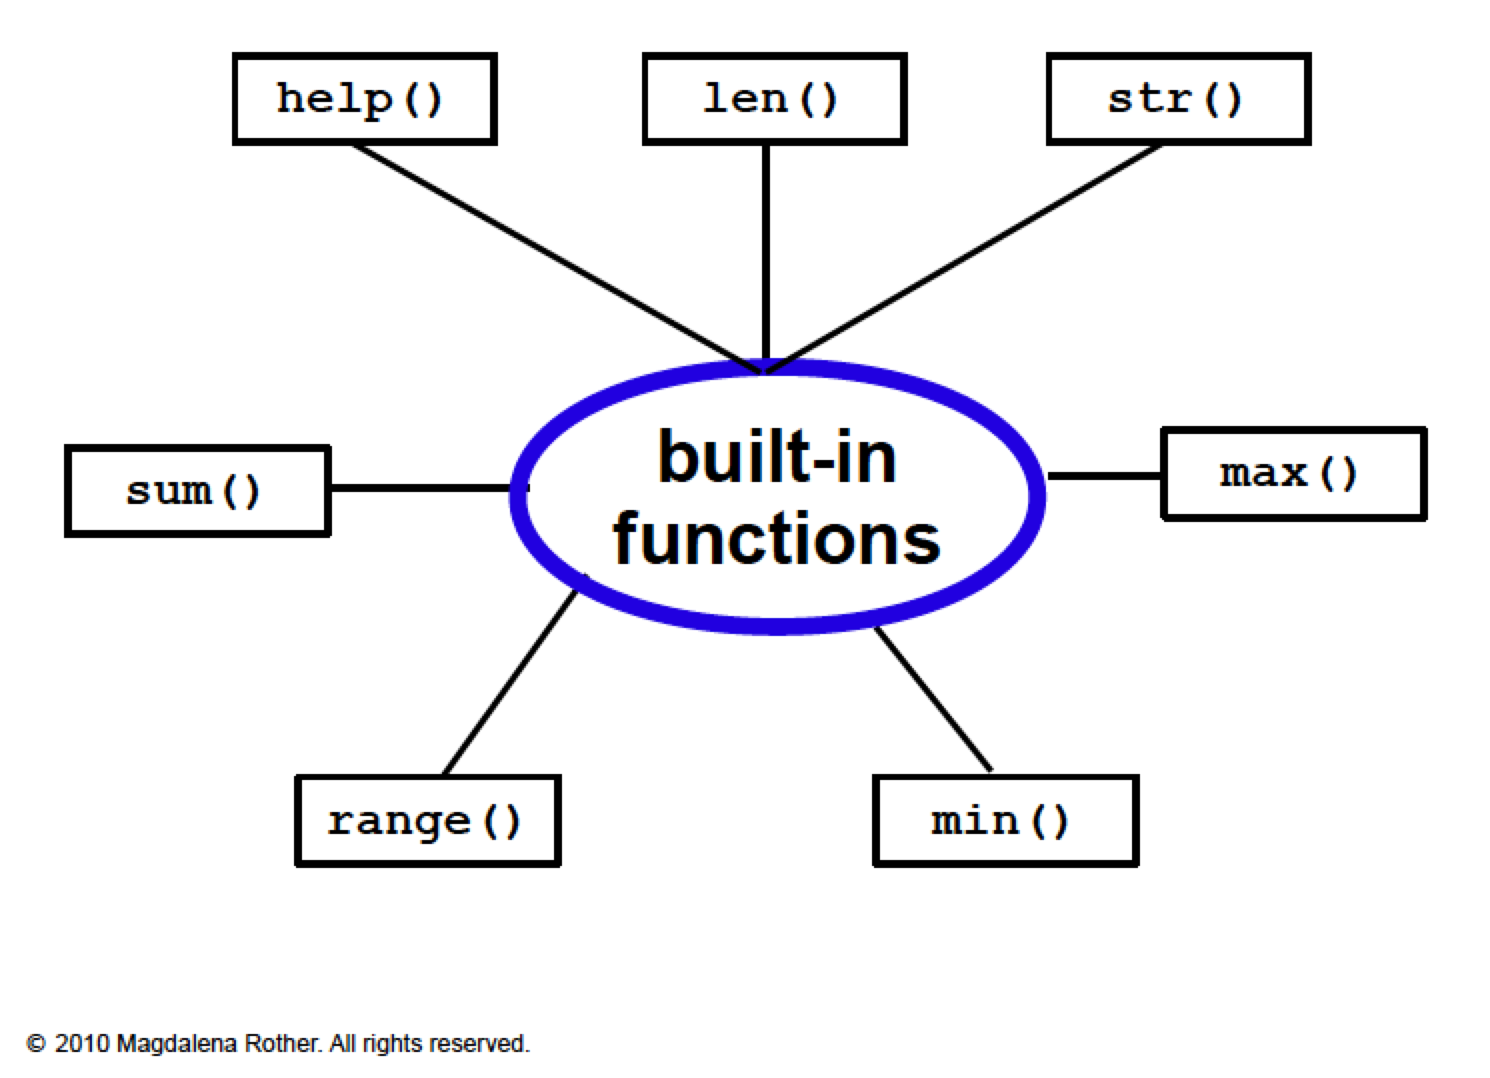 help()
len()
str()
sum()
built-in
functions
max()
range()
min()
© 2010 Magdalena Rother. All rights reserved.